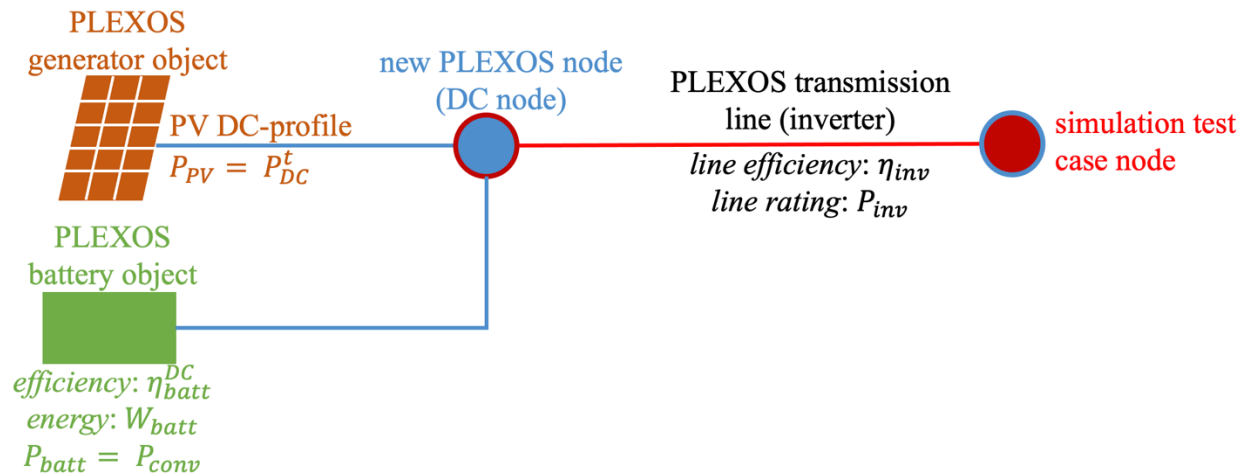 PLEXOS
generator object
PV DC-profile
P_PV = P_DC^t
new PLEXOS node
(DC node)
PLEXOS transmission
line (inverter)
line efficiency: η_inv
line rating: P_inv
simulation test
case node
PLEXOS
battery object
efficiency: η_batt^DC
energy: W_batt
P_batt = P_conv